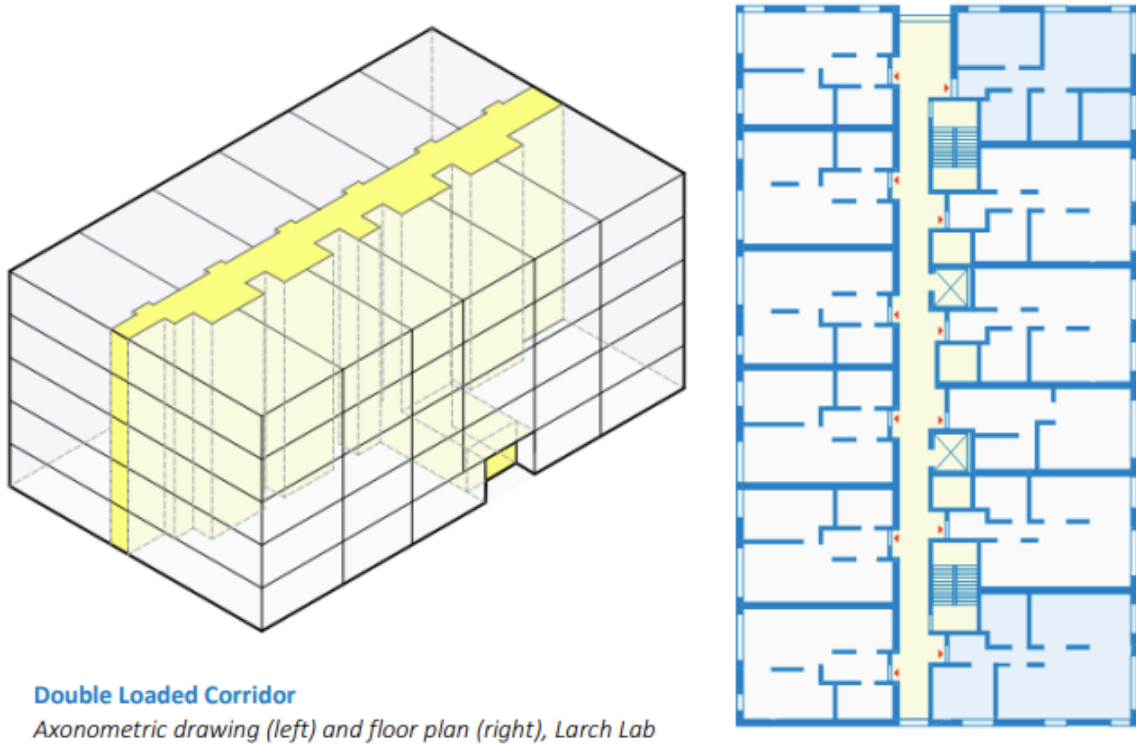 Double Loaded Corridor
Axonometric drawing (left) and floor plan (right), Larch Lab